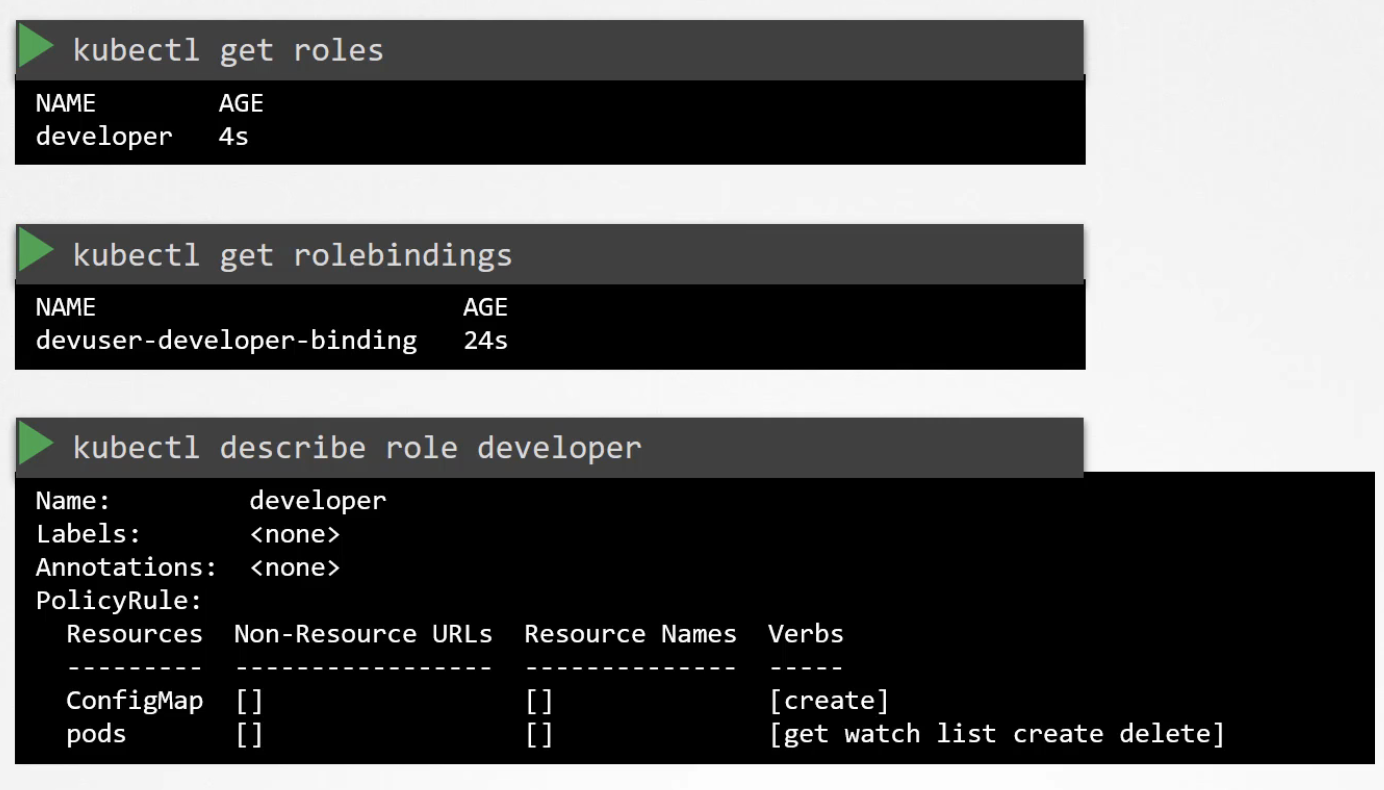 kubectl get roles
NAME AGE
developer 4s
kubectl get rolebindings
NAME AGE
devuser-developer-binding 24s
kubectl describe role developer
Name: developer
Labels: <none>
Annotations: <none>
PolicyRule:
Resources Non-Resource URLs Resource Names Verbs
--------- ----------------- -------------- -----
ConfigMap [] [] [create]
pods [] [] [get watch list create delete]